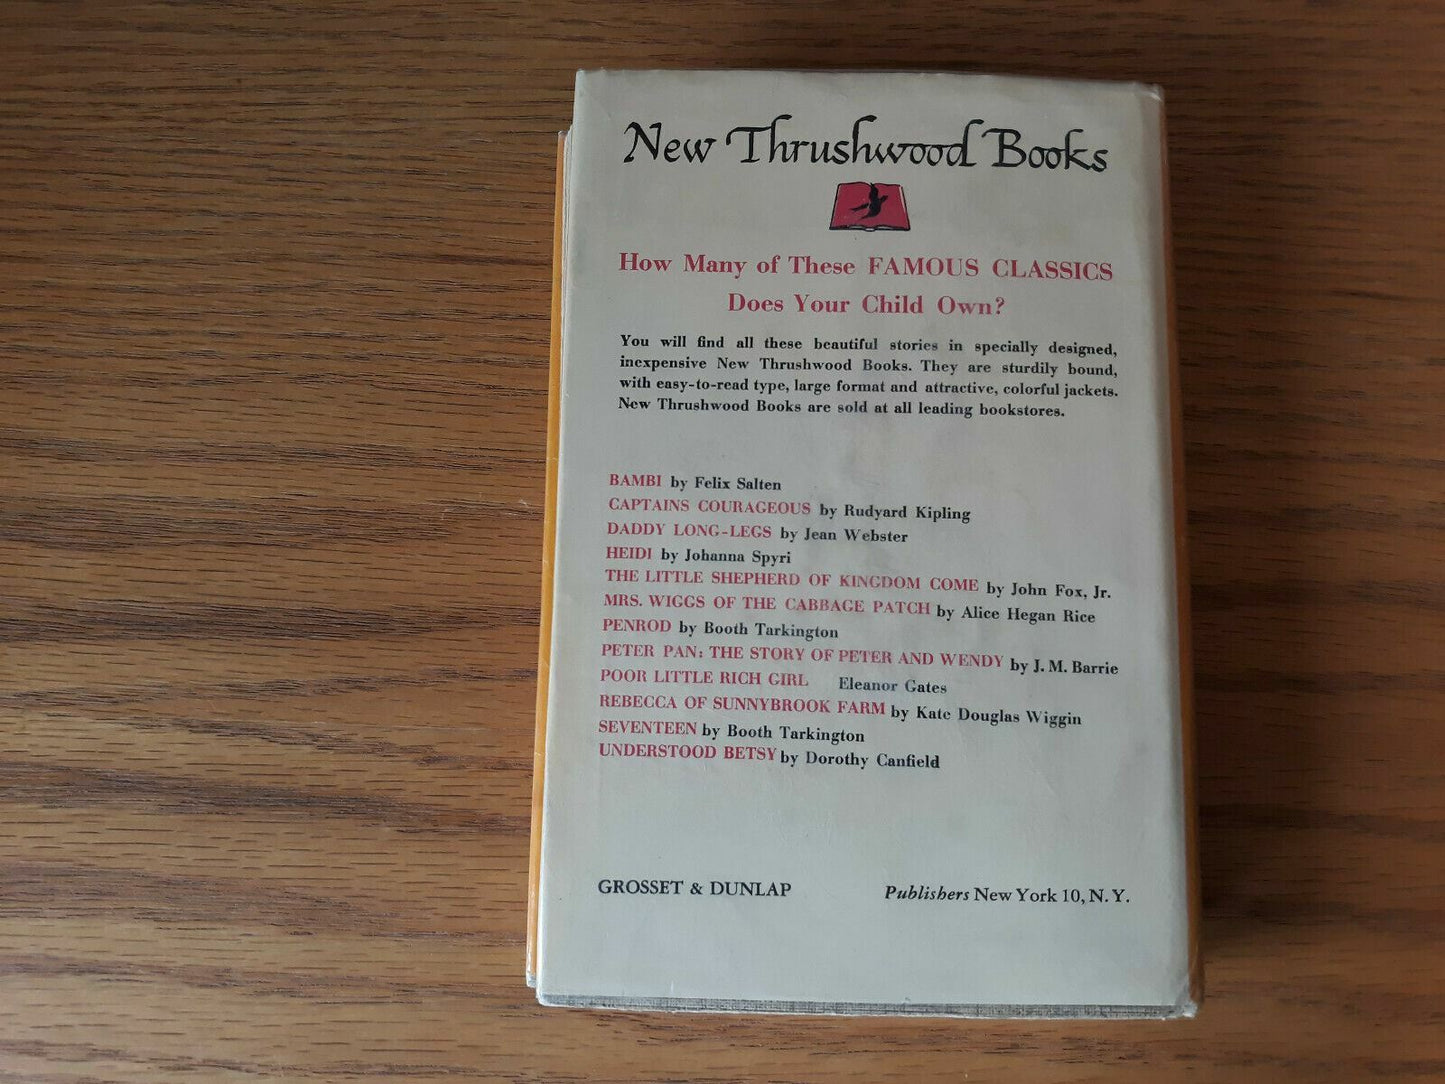 New Thrushwood Books
How Many of These FAMOUS CLASSICS
Does Your Child Own?
You will find all these beautiful stories in specially designed,
inexpensive New Thrushwood Books. They are sturdily bound,
with easy-to-read type, large format and attractive, colorful jackets.
New Thrushwood Books are sold at all leading bookstores.
BAMBI by Felix Salten
CAPTAINS COURAGEOUS by Rudyard Kipling
DADDY LONG-LEGS by Jean Webster
HEIDI by Johanna Spyri
THE LITTLE SHEPHERD OF KINGDOM COME by John Fox, Jr.
MRS. WIGGS OF THE CABBAGE PATCH by Alice Hegan Rice
PENROD by Booth Tarkington
PETER PAN: THE STORY OF PETER AND WENDY by J. M. Barrie
POOR LITTLE RICH GIRL Eleanor Gates
REBECCA OF SUNNYBROOK FARM by Kate Douglas Wiggin
SEVENTEEN by Booth Tarkington
UNDERSTOOD BETSY by Dorothy Canfield
GROSSET & DUNLAP Publishers New York 10, N. Y.